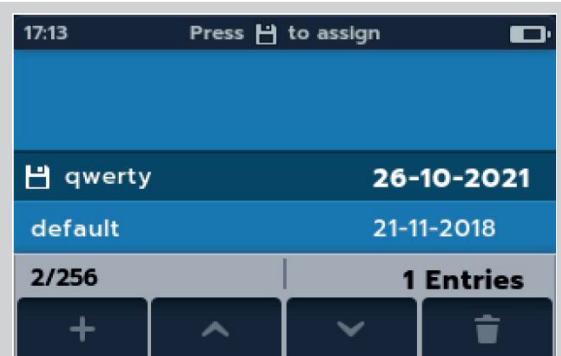 17:13 Press to assign
qwerty 26-10-2021
default 21-11-2018
2/256 1 Entries